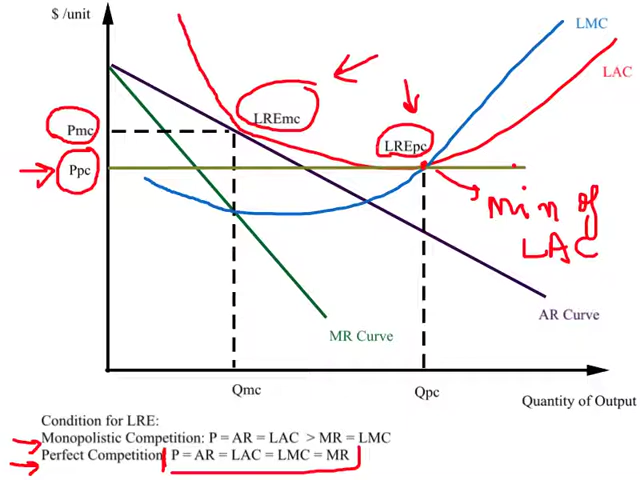 $ /unit
LMC
LAC
LREmc
Pmc
LREpc
Ppc
min of
LAC
AR Curve
MR Curve
Qmc
Qpc
Quantity of Output
Condition for LRE:
Monopolistic Competition: P = AR = LAC > MR = LMC
Perfect Competition: P = AR = LAC = LMC = MR